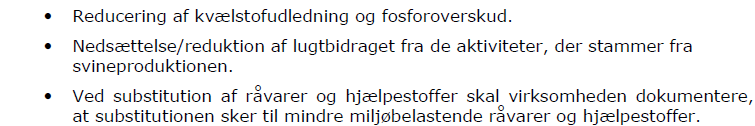 • Reducering af kvælstofudledning og fosforoverskud.
• Nedsættelse/reduktion af lugtbidraget fra de aktiviteter, der stammer fra
svineproduktionen.
• Ved substitution af råvarer og hjælpestoffer skal virksomheden dokumentere,
at substitutionen sker til mindre miljøbelastende råvarer og hjælpestoffer.